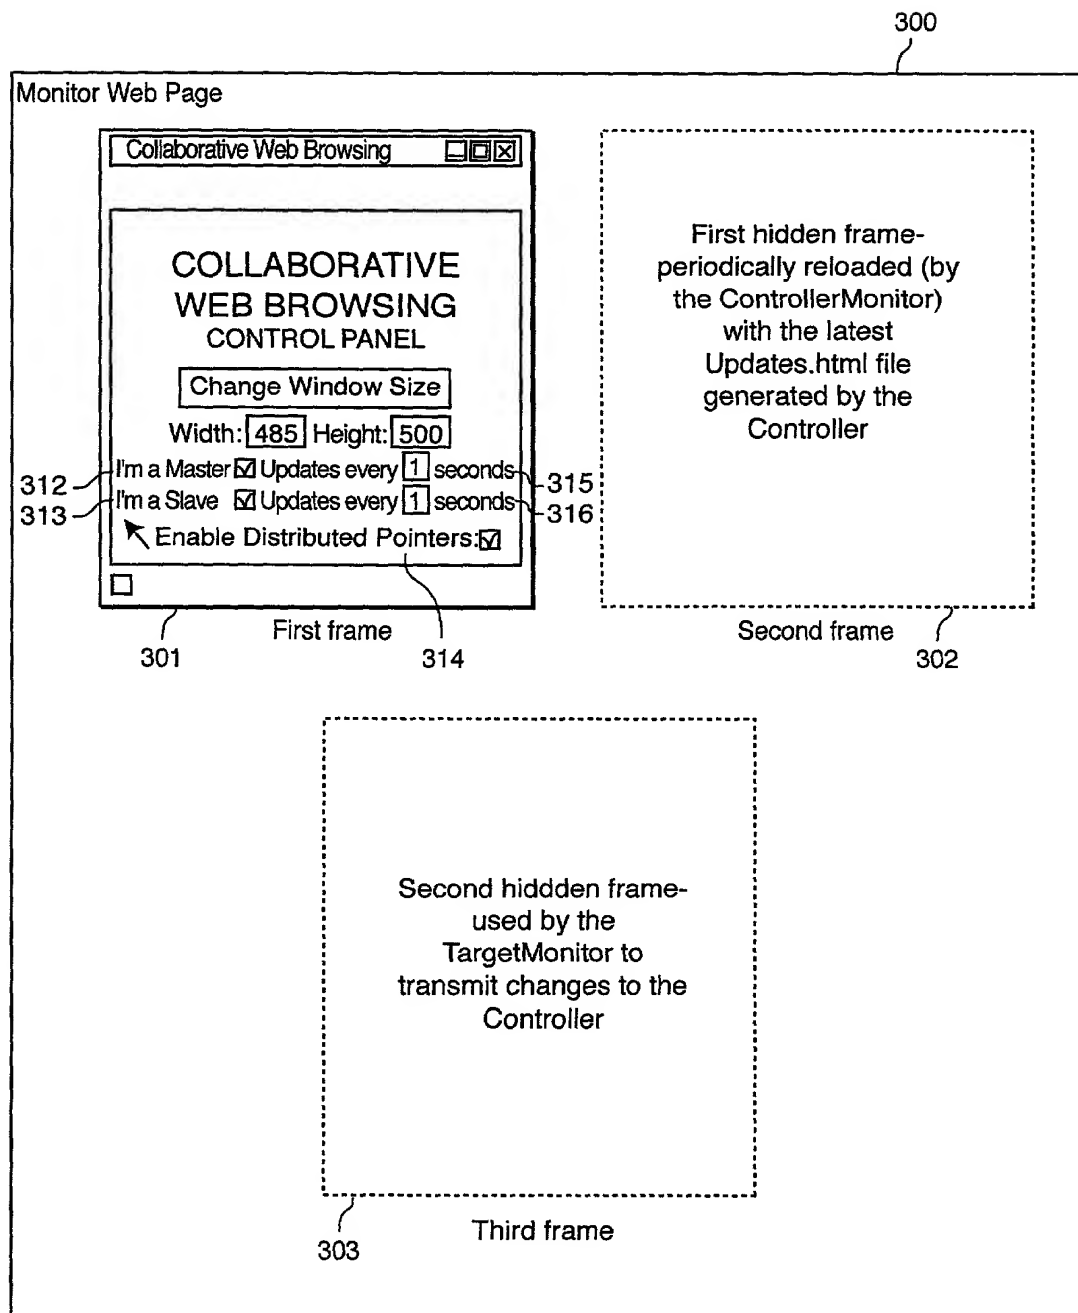 300
Monitor Web Page
Collaborative Web Browsing
COLLABORATIVE
WEB BROWSING
CONTROL PANEL
Change Window Size
Width: 485 Height: 500
312 I'm a Master Updates every 1 seconds 315
313 I'm a Slave Updates every 1 seconds 316
Enable Distributed Pointers:
301 First frame 314
First hidden frame-
periodically reloaded (by
the ControllerMonitor)
with the latest
Updates.html file
generated by the
Controller
Second frame 302
Second hiddden frame-
used by the
TargetMonitor to
transmit changes to the
Controller
303 Third frame